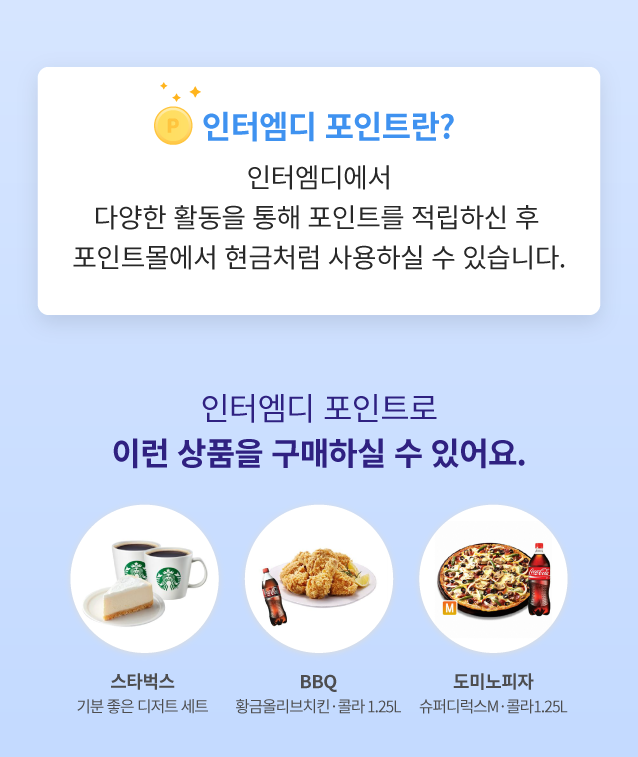 P 인터엠디 포인트란?
인터엠디에서
다양한 활동을 통해 포인트를 적립하신 후
포인트몰에서 현금처럼 사용하실 수 있습니다.
인터엠디 포인트로
이런 상품을 구매하실 수 있어요.
Coca-Cola
Coca-Cola
M
스타벅스
기분 좋은 디저트 세트
BBQ
황금올리브치킨·콜라 1.25L
도미노피자
슈퍼디럭스M·콜라1.25L